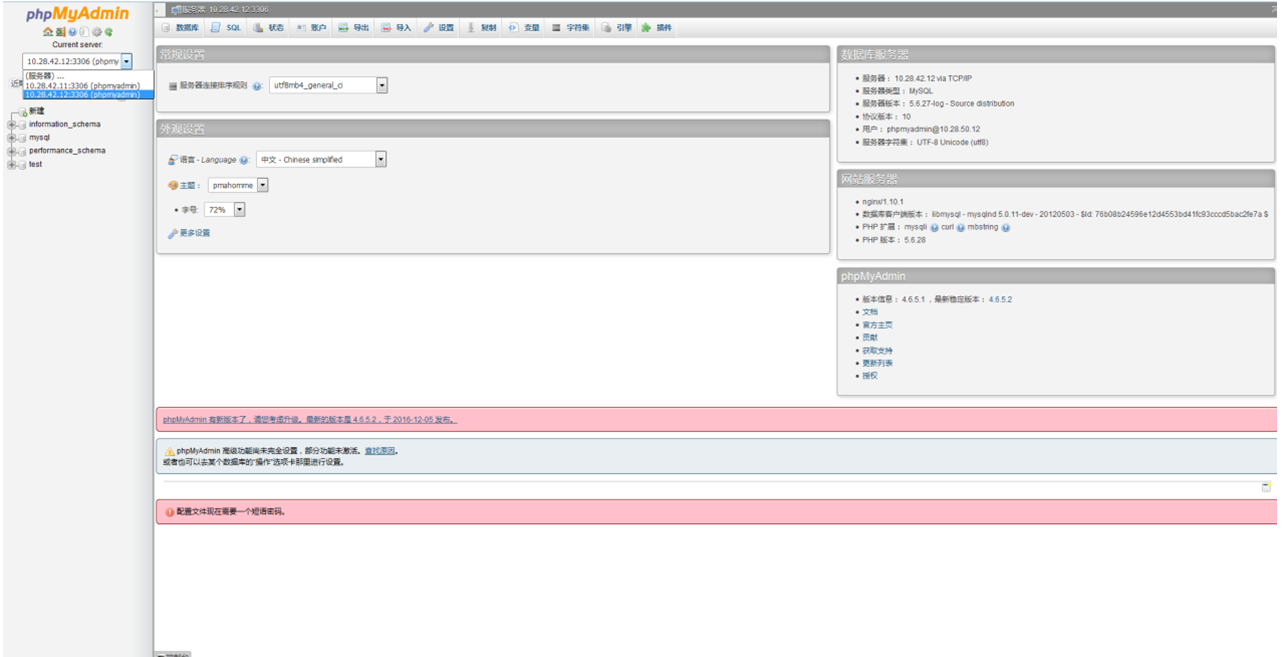 phpMyAdmin
Current server:
10.28.42.12:3306 (phpmy
(服务器) ...
10.28.42.11:3306 (phpmyadmin)
10.28.42.12:3306 (phpmyadmin)
新建
information_schema
mysql
performance_schema
test
服务器: 10.28.42.12:3306
数据库 SQL 状态 账户 导出 导入 设置 复制 变量 字符集 引擎 插件
常规设置
服务器连接排序规则 : utf8mb4_general_ci
外观设置
语言 - Language : 中文 - Chinese simplified
主题: pmahomme
字号: 72%
更多设置
数据库服务器
服务器: 10.28.42.12 via TCP/IP
服务器类型: MySQL
服务器版本: 5.6.27-log - Source distribution
协议版本: 10
用户: phpmyadmin@10.28.50.12
服务器字符集: UTF-8 Unicode (utf8)
网站服务器
nginx/1.10.1
数据库客户端版本: libmysql - mysqlnd 5.0.11-dev - 20120503 - $Id: 76b08b24596e12d4553bd41fc93cccd5bac2fe7a $
PHP 扩展: mysqli curl mbstring
PHP 版本: 5.6.28
phpMyAdmin
版本信息: 4.6.5.1,最新稳定版本: 4.6.5.2
文档
官方主页
贡献
获取支持
更新列表
授权
phpMyAdmin 有新版本了,请您考虑升级。最新的版本是 4.6.5.2,于 2016-12-05 发布。
phpMyAdmin 高级功能尚未完全设置,部分功能未激活。查找原因。
或者也可以去某个数据库的“操作”选项卡那里进行设置。
配置文件现在需要一个短语密码。